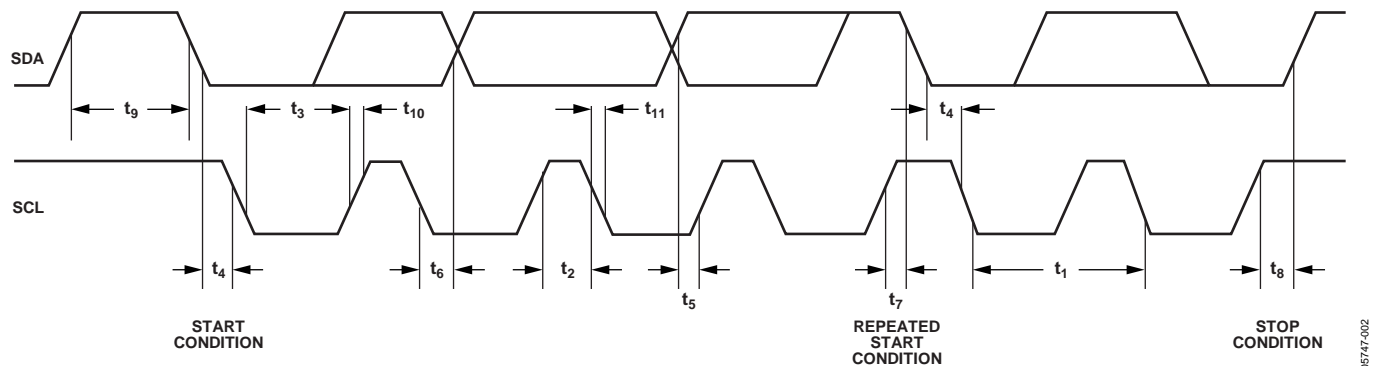 SDA
t9
t3
t10
t11
t4
SCL
t4
t6
t2
t5
t7
t1
t8
START
CONDITION
REPEATED
START
CONDITION
STOP
CONDITION
05747-002